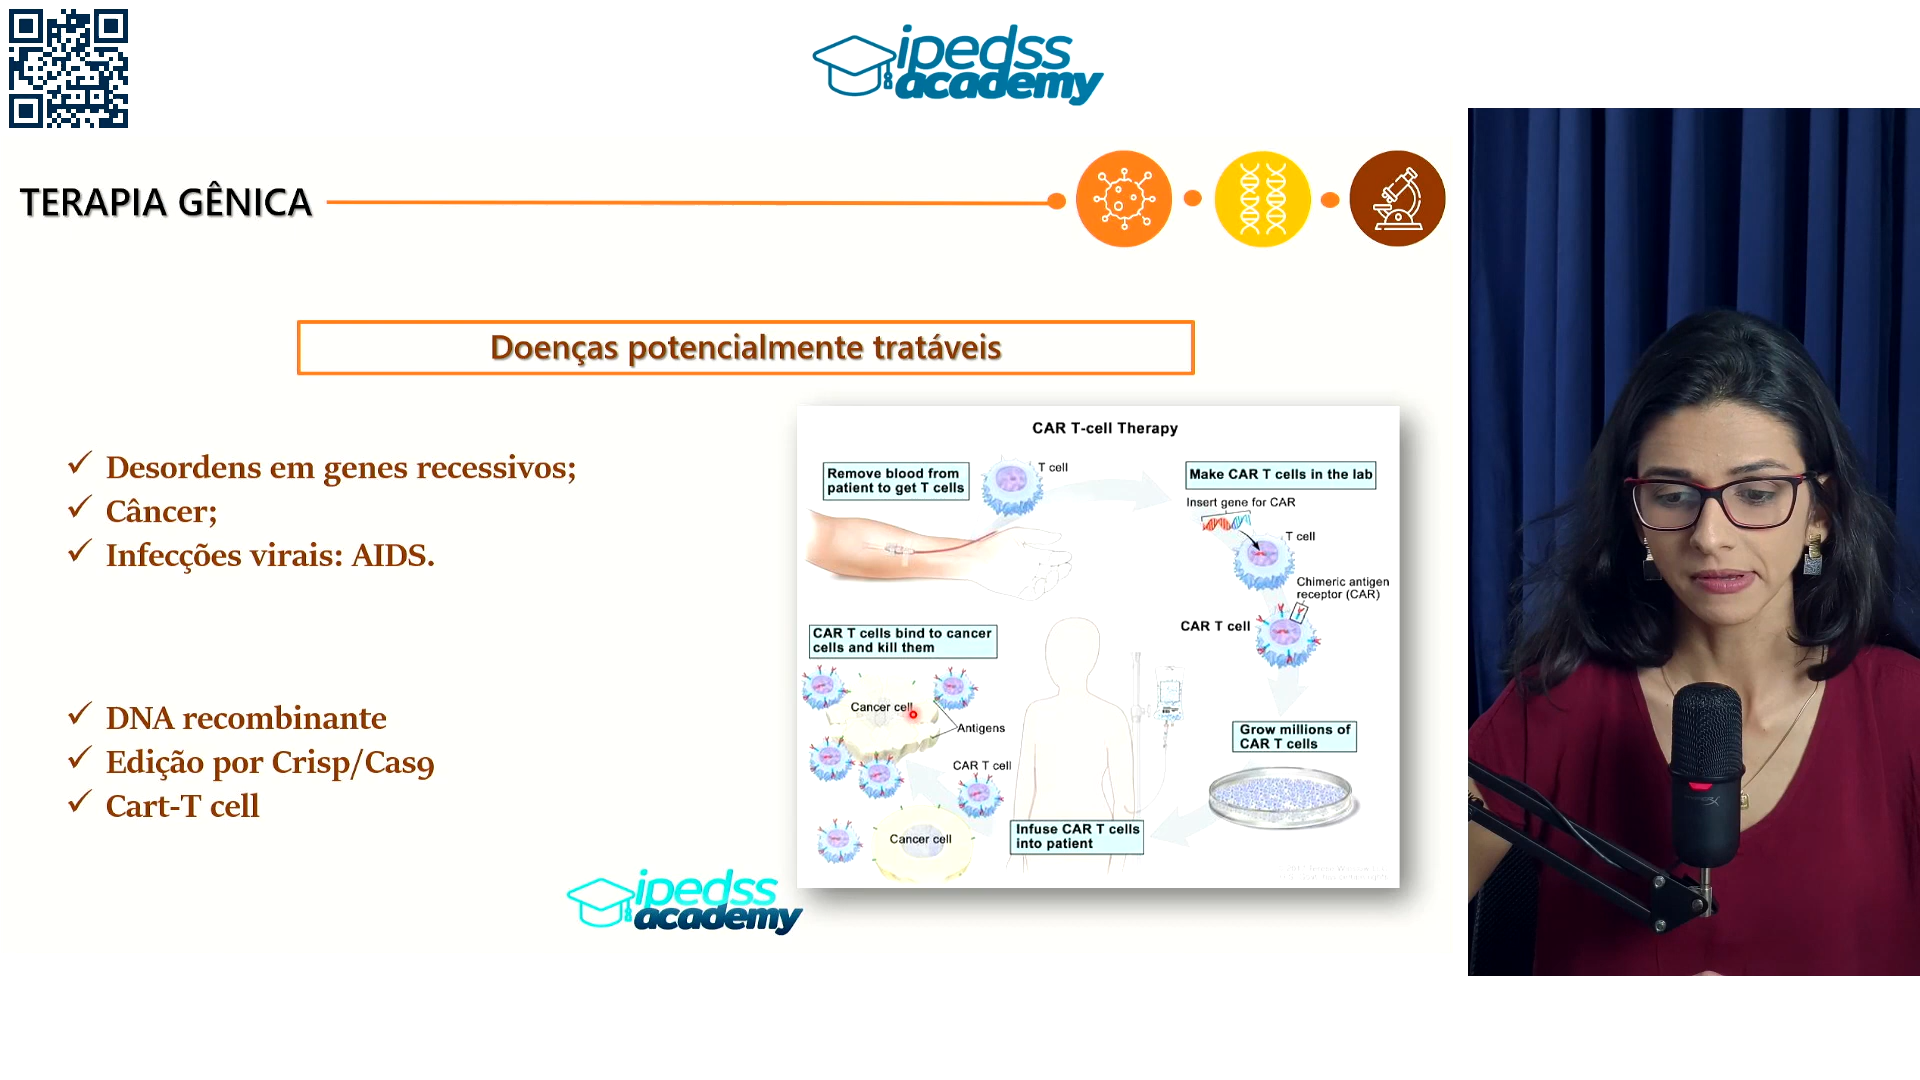 ipedss
academy
TERAPIA GÊNICA
Doenças potencialmente tratáveis
✓ Desordens em genes recessivos;
✓ Câncer;
✓ Infecções virais: AIDS.
✓ DNA recombinante
✓ Edição por Crisp/Cas9
✓ Cart-T cell
CAR T-cell Therapy
Remove blood from
patient to get T cells
T cell
Make CAR T cells in the lab
Insert gene for CAR
T cell
Chimeric antigen
receptor (CAR)
CAR T cell
CAR T cells bind to cancer
cells and kill them
Cancer cell
Antigens
CAR T cell
Grow millions of
CAR T cells
Infuse CAR T cells
into patient
Cancer cell
ipedss
academy